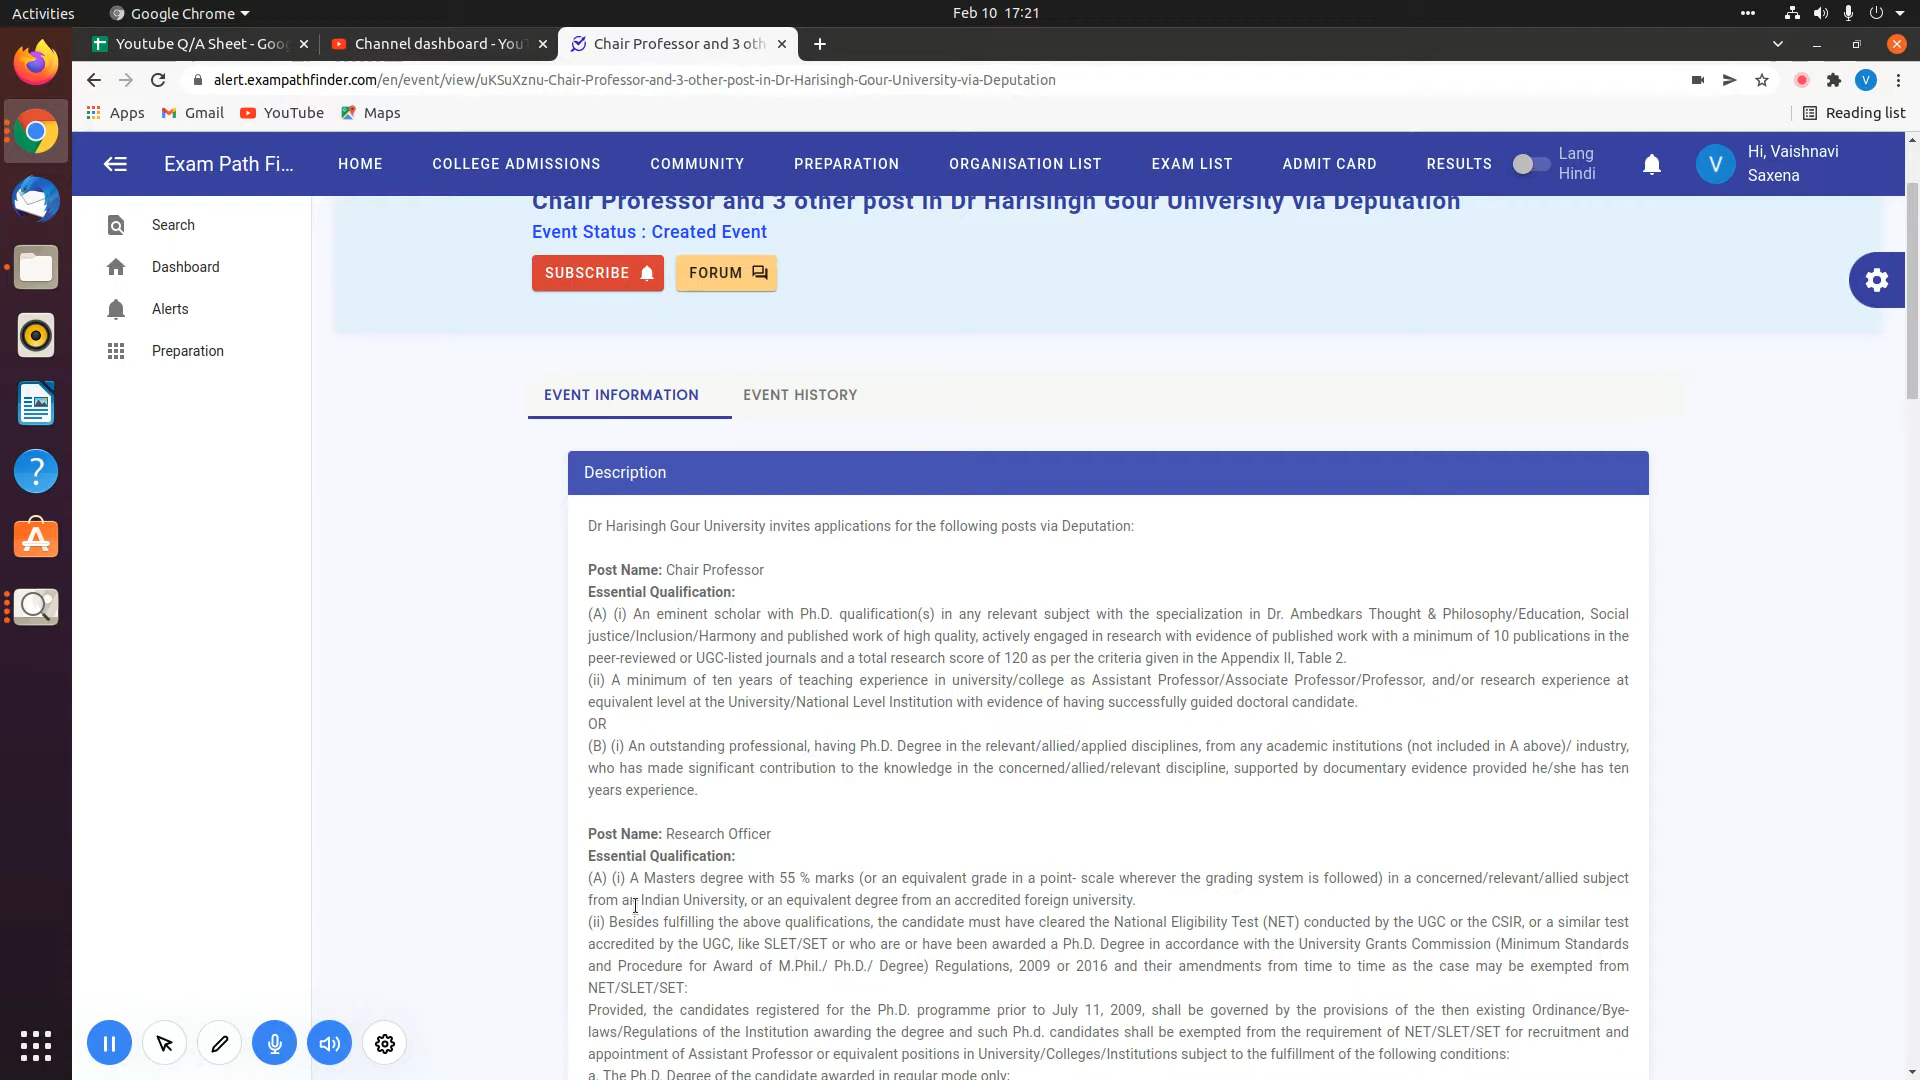 Activities
Google Chrome
Feb 10 17:21
Youtube Q/A Sheet - Goo
Channel dashboard - You
Chair Professor and 3 oth
alert.exampathfinder.com/en/event/view/uKSuXznu-Chair-Professor-and-3-other-post-in-Dr-Harisingh-Gour-University-via-Deputation
V
Apps
Gmail
YouTube
Maps
Reading list
Exam Path Fi...
HOME
COLLEGE ADMISSIONS
COMMUNITY
PREPARATION
ORGANISATION LIST
EXAM LIST
ADMIT CARD
RESULTS
Lang
Hindi
V
Hi, Vaishnavi
Saxena
Search
Dashboard
Alerts
Preparation
Chair Professor and 3 other post in Dr Harisingh Gour University via Deputation
Event Status : Created Event
SUBSCRIBE
FORUM
EVENT INFORMATION
EVENT HISTORY
Description
Dr Harisingh Gour University invites applications for the following posts via Deputation:
Post Name: Chair Professor
Essential Qualification:
(A) (i) An eminent scholar with Ph.D. qualification(s) in any relevant subject with the specialization in Dr. Ambedkars Thought & Philosophy/Education, Social
justice/Inclusion/Harmony and published work of high quality, actively engaged in research with evidence of published work with a minimum of 10 publications in the
peer-reviewed or UGC-listed journals and a total research score of 120 as per the criteria given in the Appendix II, Table 2.
(ii) A minimum of ten years of teaching experience in university/college as Assistant Professor/Associate Professor/Professor, and/or research experience at
equivalent level at the University/National Level Institution with evidence of having successfully guided doctoral candidate.
OR
(B) (i) An outstanding professional, having Ph.D. Degree in the relevant/allied/applied disciplines, from any academic institutions (not included in A above)/ industry,
who has made significant contribution to the knowledge in the concerned/allied/relevant discipline, supported by documentary evidence provided he/she has ten
years experience.
Post Name: Research Officer
Essential Qualification:
(A) (i) A Masters degree with 55 % marks (or an equivalent grade in a point- scale wherever the grading system is followed) in a concerned/relevant/allied subject
from an Indian University, or an equivalent degree from an accredited foreign university.
(ii) Besides fulfilling the above qualifications, the candidate must have cleared the National Eligibility Test (NET) conducted by the UGC or the CSIR, or a similar test
accredited by the UGC, like SLET/SET or who are or have been awarded a Ph.D. Degree in accordance with the University Grants Commission (Minimum Standards
and Procedure for Award of M.Phil./ Ph.D./ Degree) Regulations, 2009 or 2016 and their amendments from time to time as the case may be exempted from
NET/SLET/SET:
Provided, the candidates registered for the Ph.D. programme prior to July 11, 2009, shall be governed by the provisions of the then existing Ordinance/Bye-
laws/Regulations of the Institution awarding the degree and such Ph.d. candidates shall be exempted from the requirement of NET/SLET/SET for recruitment and
appointment of Assistant Professor or equivalent positions in University/Colleges/Institutions subject to the fulfillment of the following conditions:
a. The Ph.D. Degree of the candidate awarded in regular mode only;